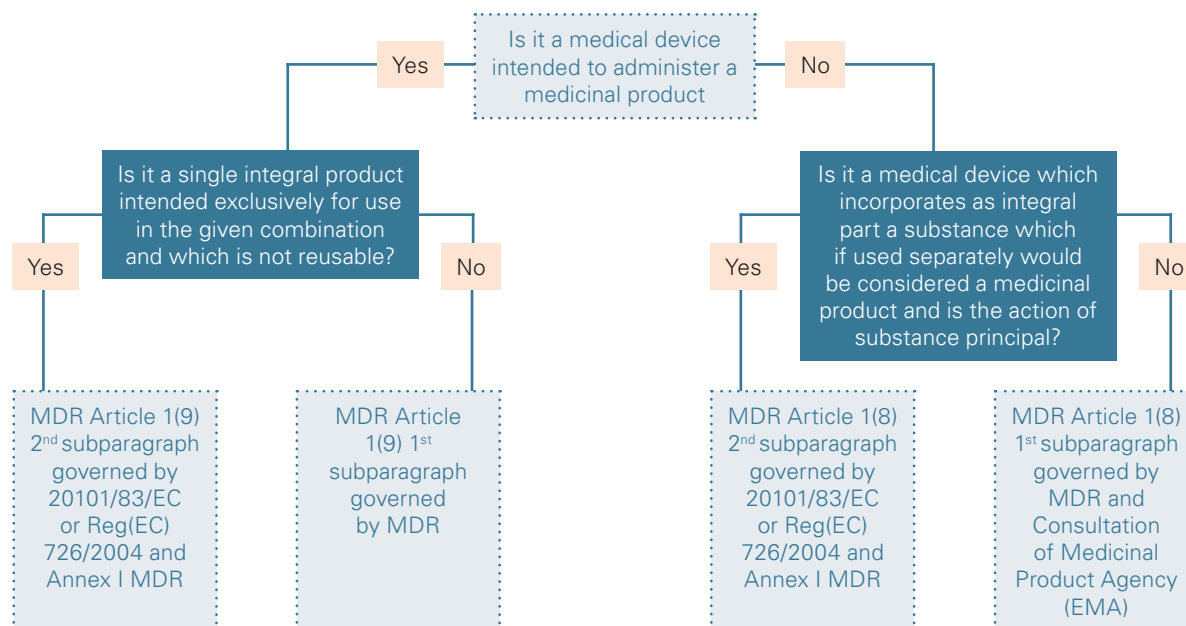 Is it a medical device
intended to administer a
medicinal product
Yes
No
Is it a single integral product
intended exclusively for use
in the given combination
and which is not reusable?
Is it a medical device which
incorporates as integral
part a substance which
if used separately would
be considered a medicinal
product and is the action of
substance principal?
Yes
No
Yes
No
MDR Article 1(9)
2nd subparagraph
governed by
20101/83/EC
or Reg(EC)
726/2004 and
Annex I MDR
MDR Article
1(9) 1st
subparagraph
governed
by MDR
MDR Article 1(8)
2nd subparagraph
governed by
20101/83/EC
or Reg(EC)
726/2004 and
Annex I MDR
MDR Article 1(8)
1st subparagraph
governed by
MDR and
Consultation
of Medicinal
Product Agency
(EMA)